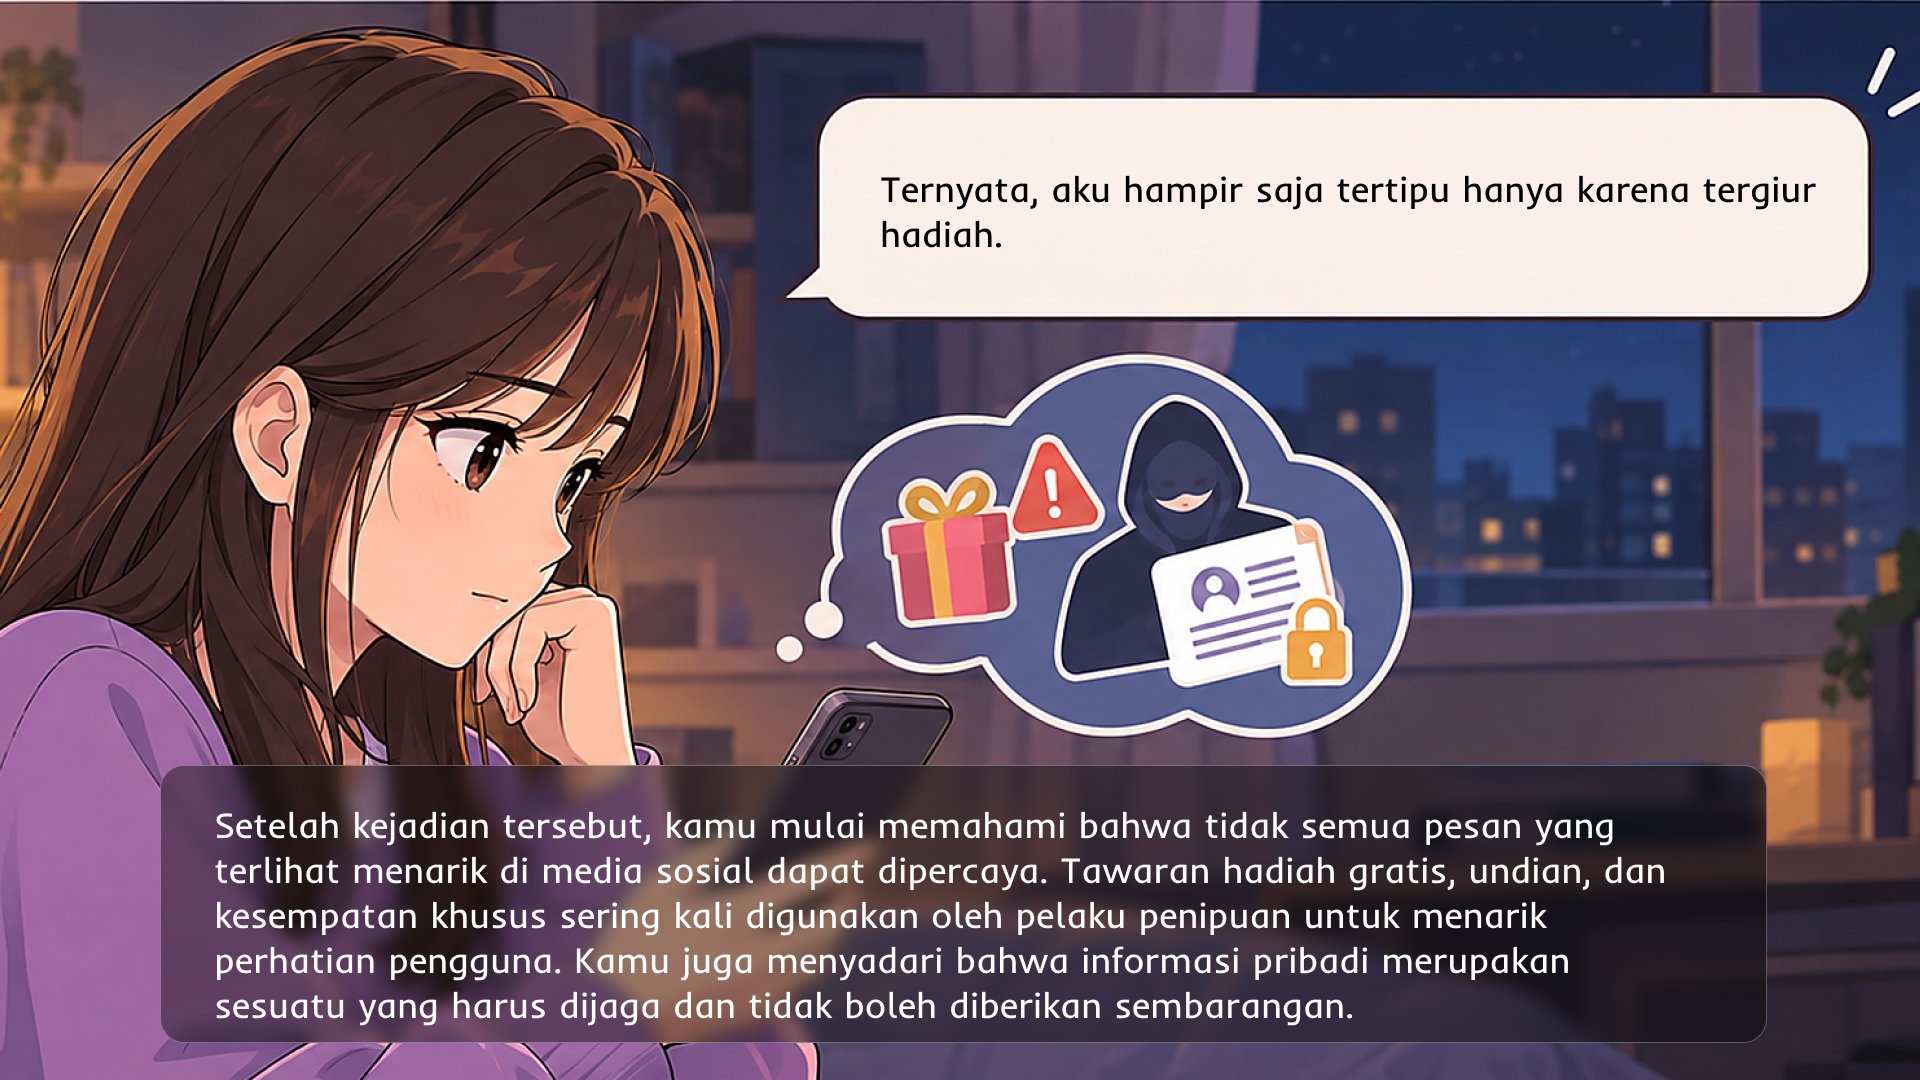 Ternyata, aku hampir saja tertipu hanya karena tergiur
hadiah.
Setelah kejadian tersebut, kamu mulai memahami bahwa tidak semua pesan yang
terlihat menarik di media sosial dapat dipercaya. Tawaran hadiah gratis, undian, dan
kesempatan khusus sering kali digunakan oleh pelaku penipuan untuk menarik
perhatian pengguna. Kamu juga menyadari bahwa informasi pribadi merupakan
sesuatu yang harus dijaga dan tidak boleh diberikan sembarangan.